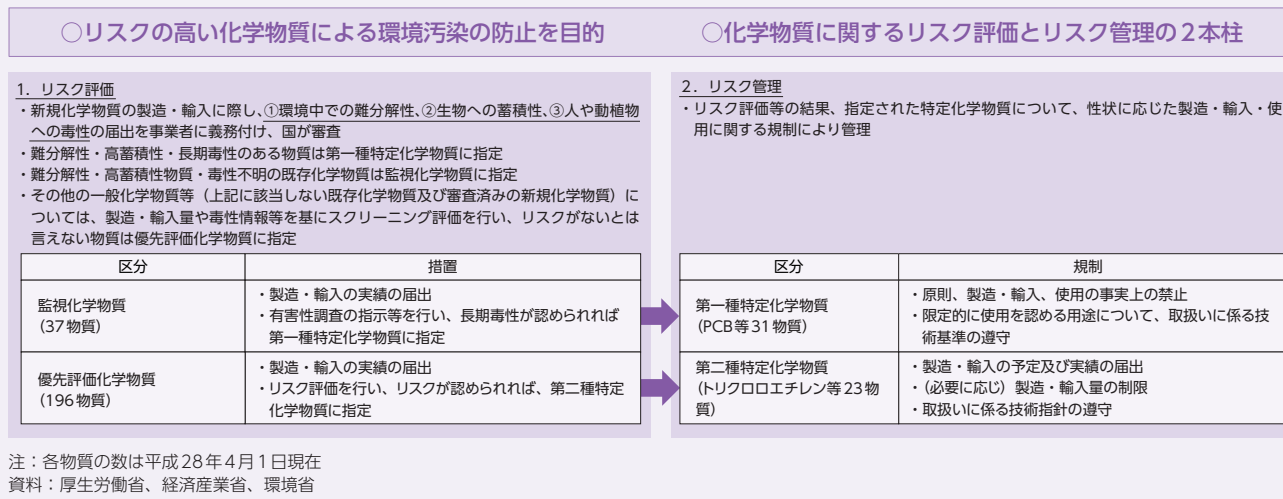 ○リスクの高い化学物質による環境汚染の防止を目的
○化学物質に関するリスク評価とリスク管理の2本柱
1．リスク評価
・新規化学物質の製造・輸入に際し、①環境中での難分解性、②生物への蓄積性、③人や動植物
への毒性の届出を事業者に義務付け、国が審査
・難分解性・高蓄積性・長期毒性のある物質は第一種特定化学物質に指定
・難分解性・高蓄積性物質・毒性不明の既存化学物質は監視化学物質に指定
・その他の一般化学物質等（上記に該当しない既存化学物質及び審査済みの新規化学物質）に
ついては、製造・輸入量や毒性情報等を基にスクリーニング評価を行い、リスクがないとは
言えない物質は優先評価化学物質に指定
区分
措置
監視化学物質
（37物質）
・製造・輸入の実績の届出
・有害性調査の指示等を行い、長期毒性が認められれば
第一種特定化学物質に指定
優先評価化学物質
（196物質）
・製造・輸入の実績の届出
・リスク評価を行い、リスクが認められれば、第二種特定
化学物質に指定
2．リスク管理
・リスク評価等の結果、指定された特定化学物質について、性状に応じた製造・輸入・使
用に関する規制により管理
区分
規制
第一種特定化学物質
（PCB等31物質）
・原則、製造・輸入、使用の事実上の禁止
・限定的に使用を認める用途について、取扱いに係る技
術基準の遵守
第二種特定化学物質
（トリクロロエチレン等23物
質）
・製造・輸入の予定及び実績の届出
・（必要に応じ）製造・輸入量の制限
・取扱いに係る技術指針の遵守
注：各物質の数は平成28年4月1日現在
資料：厚生労働省、経済産業省、環境省